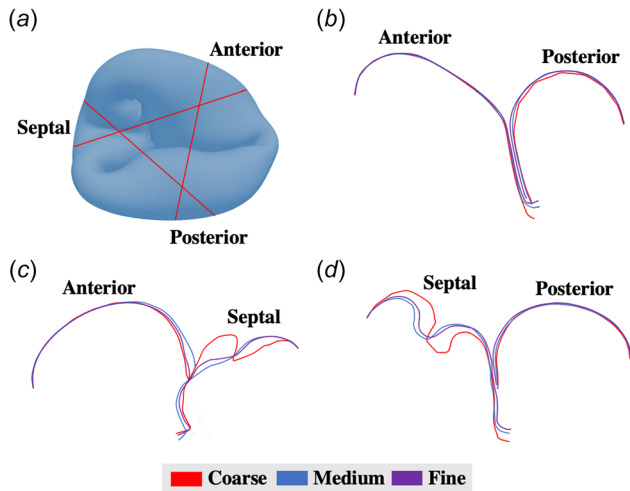 (a)
Anterior
Septal
Posterior
(b)
Anterior
Posterior
(c)
Anterior
Septal
(d)
Septal
Posterior
Coarse Medium Fine